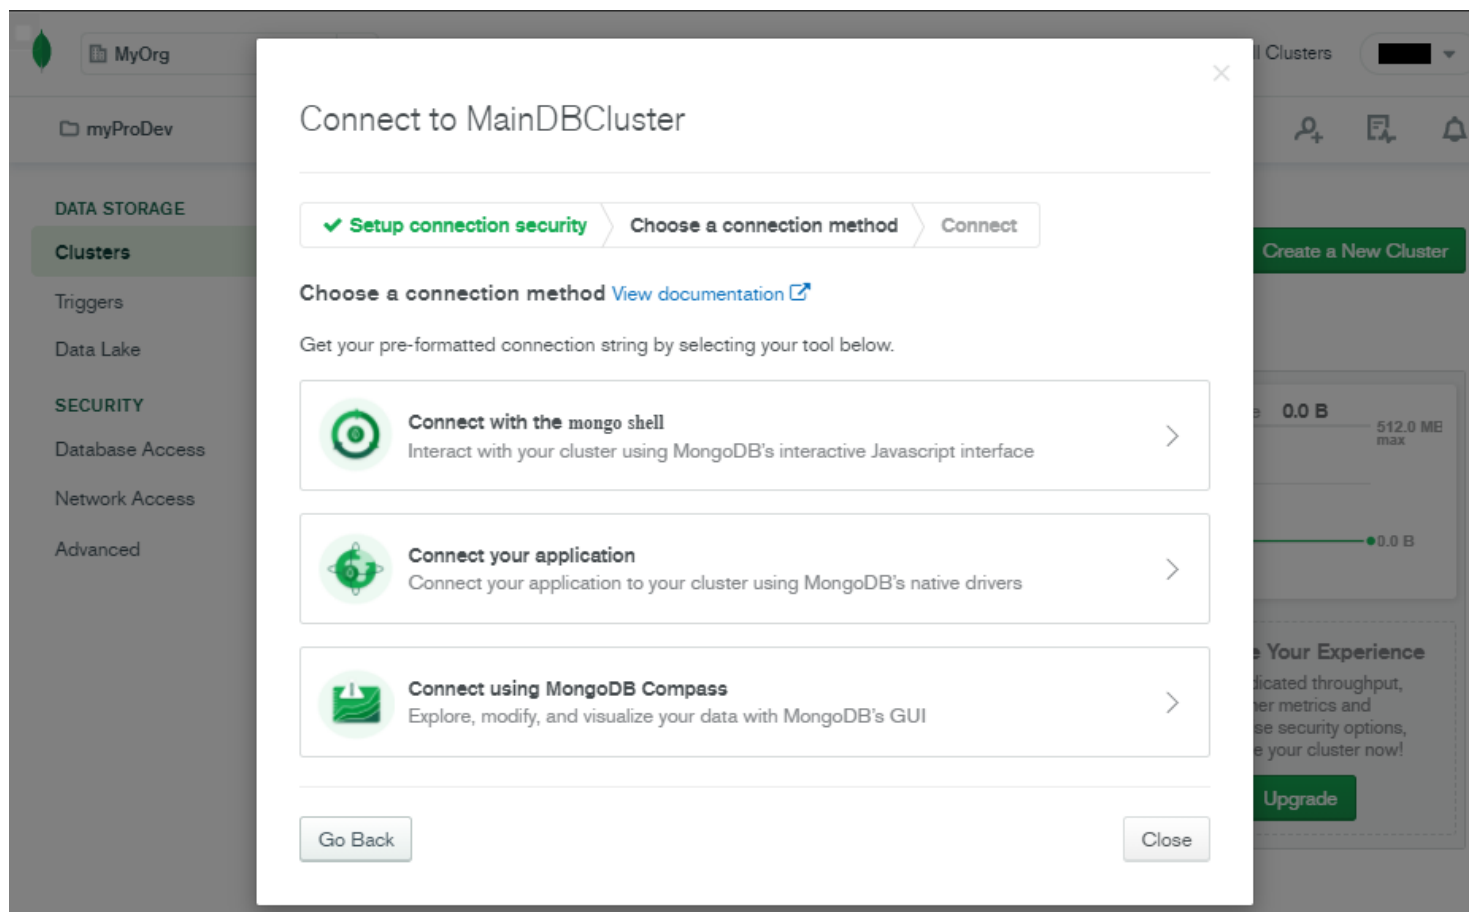 MyOrg
Clusters
myProDev
DATA STORAGE
Clusters
Triggers
Data Lake
SECURITY
Database Access
Network Access
Advanced
Connect to MainDBCluster
Setup connection security
Choose a connection method
Connect
Choose a connection method View documentation
Get your pre-formatted connection string by selecting your tool below.
Connect with the mongo shell
Interact with your cluster using MongoDB's interactive Javascript interface
Connect your application
Connect your application to your cluster using MongoDB's native drivers
Connect using MongoDB Compass
Explore, modify, and visualize your data with MongoDB's GUI
Go Back
Close
Create a New Cluster
0.0 B
512.0 MB
max
0.0 B
Your Experience
throughput,
metrics and
security options,
your cluster now!
Upgrade